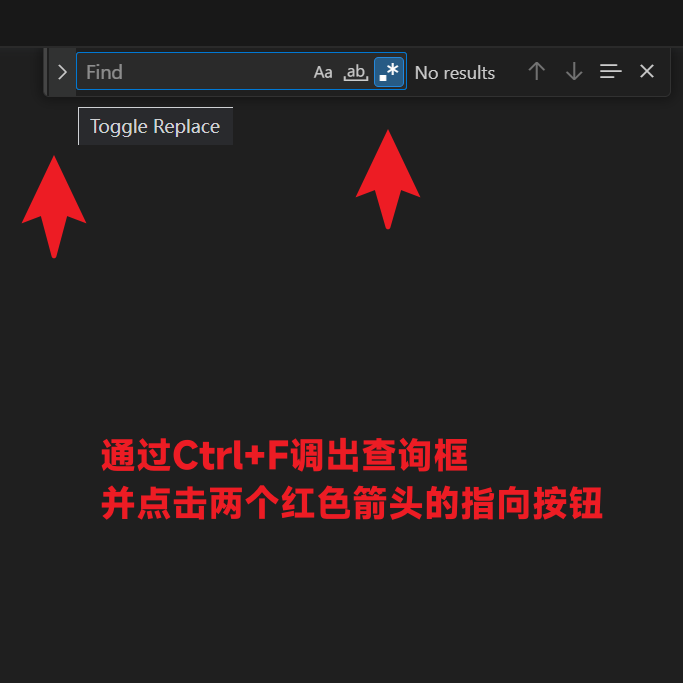 Find Aa ab .* No results
Toggle Replace
通过Ctrl+F调出查询框
并点击两个红色箭头的指向按钮